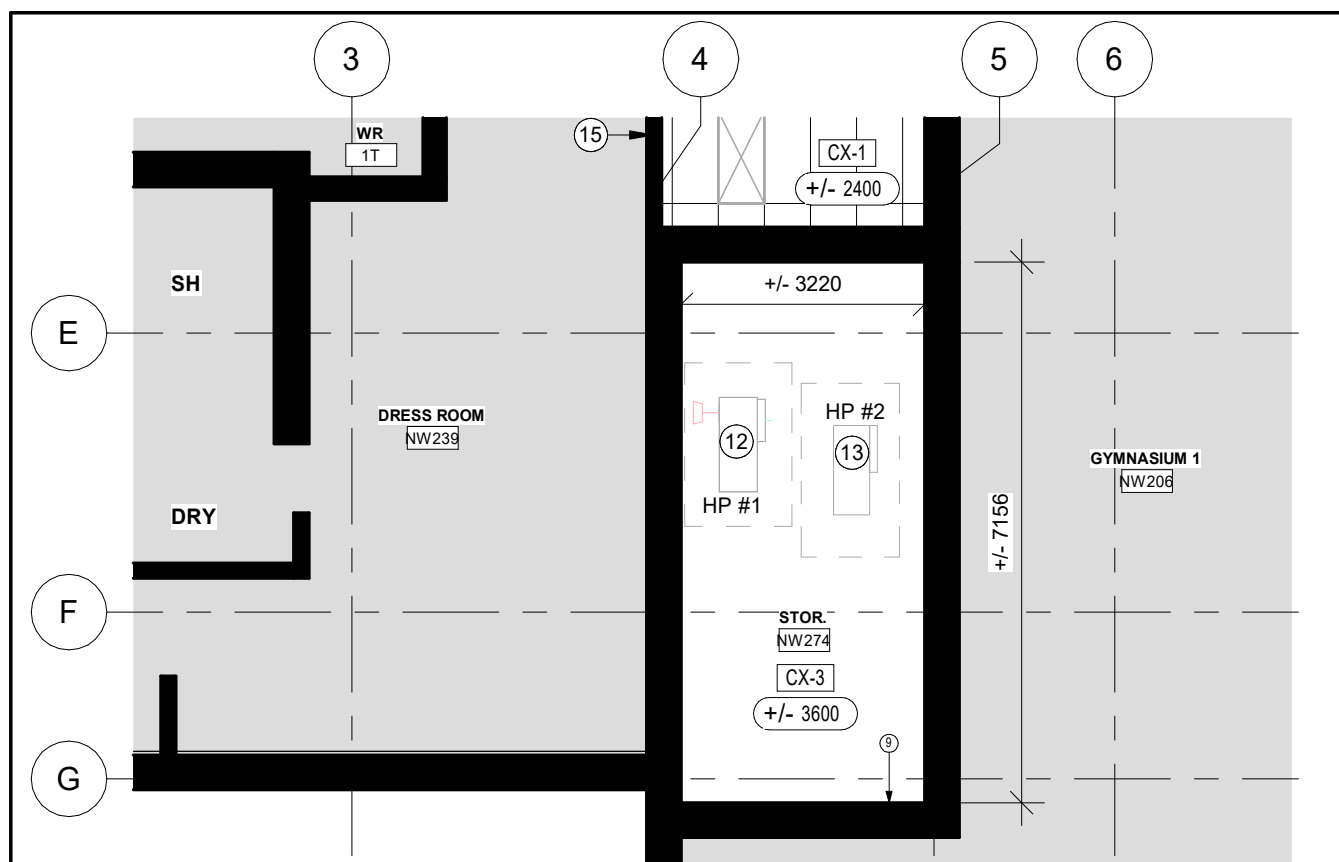 3
4
5
6
WR
1T
15
CX-1
+/- 2400
SH
+/- 3220
E
DRESS ROOM
NW239
HP #2
12
13
GYMNASIUM 1
NW206
HP #1
DRY
+/- 7156
F
STOR.
NW274
CX-3
+/- 3600
9
G